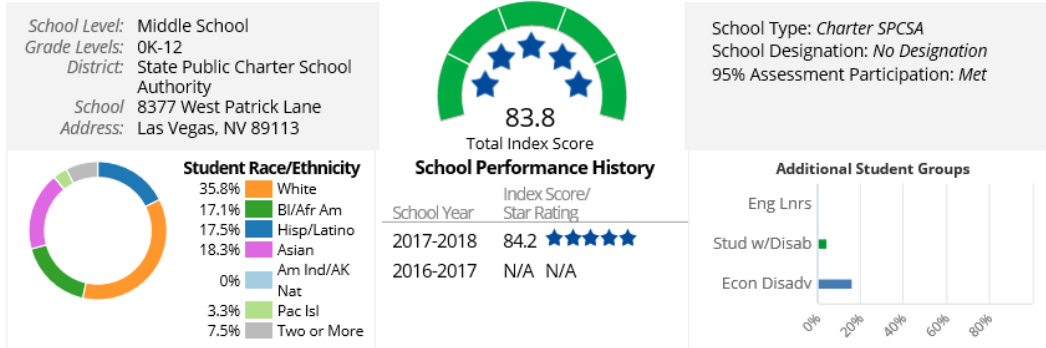 School Level: Middle School
Grade Levels: 0K-12
District: State Public Charter School
Authority
School 8377 West Patrick Lane
Address: Las Vegas, NV 89113
83.8
Total Index Score
School Type: Charter SPCSA
School Designation: No Designation
95% Assessment Participation: Met
Student Race/Ethnicity
35.8% White
17.1% Bl/Afr Am
17.5% Hisp/Latino
18.3% Asian
0% Am Ind/AK
Nat
3.3% Pac Isl
7.5% Two or More
School Performance History
Index Score/
School Year Star Rating
2017-2018 84.2
2016-2017 N/A N/A
Additional Student Groups
Eng Lnrs
Stud w/Disab
Econ Disadv
0% 20% 40% 60% 80%